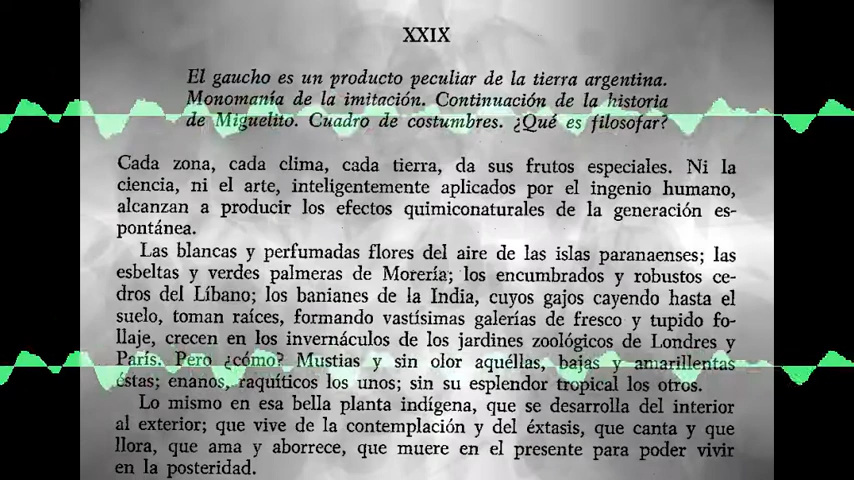 XXIX
El gaucho es un producto peculiar de la tierra argentina.
Monomanía de la imitación. Continuación de la historia
de Miguelito. Cuadro de costumbres. ¿Qué es filosofar?
Cada zona, cada clima, cada tierra, da sus frutos especiales. Ni la
ciencia, ni el arte, inteligentemente aplicados por el ingenio humano,
alcanzan a producir los efectos quimiconaturales de la generación es-
pontánea.
Las blancas y perfumadas flores del aire de las islas paranaenses; las
esbeltas y verdes palmeras de Morería; los encumbrados y robustos ce-
dros del Líbano; los banianes de la India, cuyos gajos cayendo hasta el
suelo, toman raíces, formando vastísimas galerías de fresco y tupido fo-
llaje, crecen en los invernáculos de los jardines zoológicos de Londres y
París. Pero ¿cómo? Mustias y sin olor aquéllas, bajas y amarillentas
éstas; enanos, raquíticos los unos; sin su esplendor tropical los otros.
Lo mismo en esa bella planta indígena, que se desarrolla del interior
al exterior; que vive de la contemplación y del éxtasis, que canta y que
llora, que ama y aborrece, que muere en el presente para poder vivir
en la posteridad.